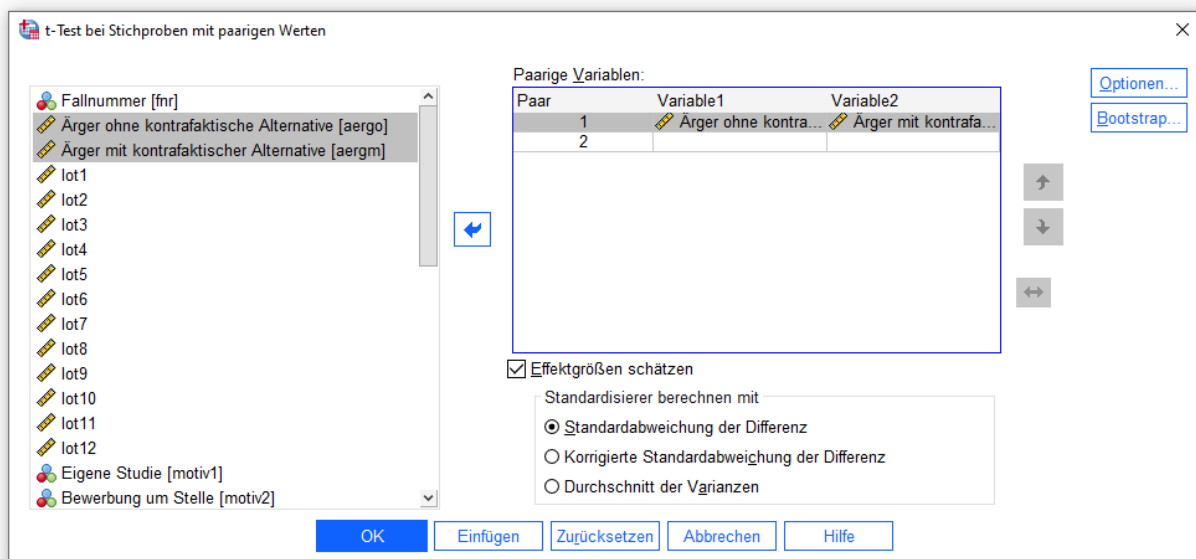 t-Test bei Stichproben mit paarigen Werten
Fallnummer [fnr]
Ärger ohne kontrafaktische Alternative [aergo]
Ärger mit kontrafaktischer Alternative [aergm]
lot1
lot2
lot3
lot4
lot5
lot6
lot7
lot8
lot9
lot10
lot11
lot12
Eigene Studie [motiv1]
Bewerbung um Stelle [motiv2]
Paarige Variablen:
Paar Variable1 Variable2
1 Ärger ohne kontra... Ärger mit kontrafa...
2
Effektgrößen schätzen
Standardisierer berechnen mit
Standardabweichung der Differenz
Korrigierte Standardabweichung der Differenz
Durchschnitt der Varianzen
Optionen...
Bootstrap...
OK Einfügen Zurücksetzen Abbrechen Hilfe